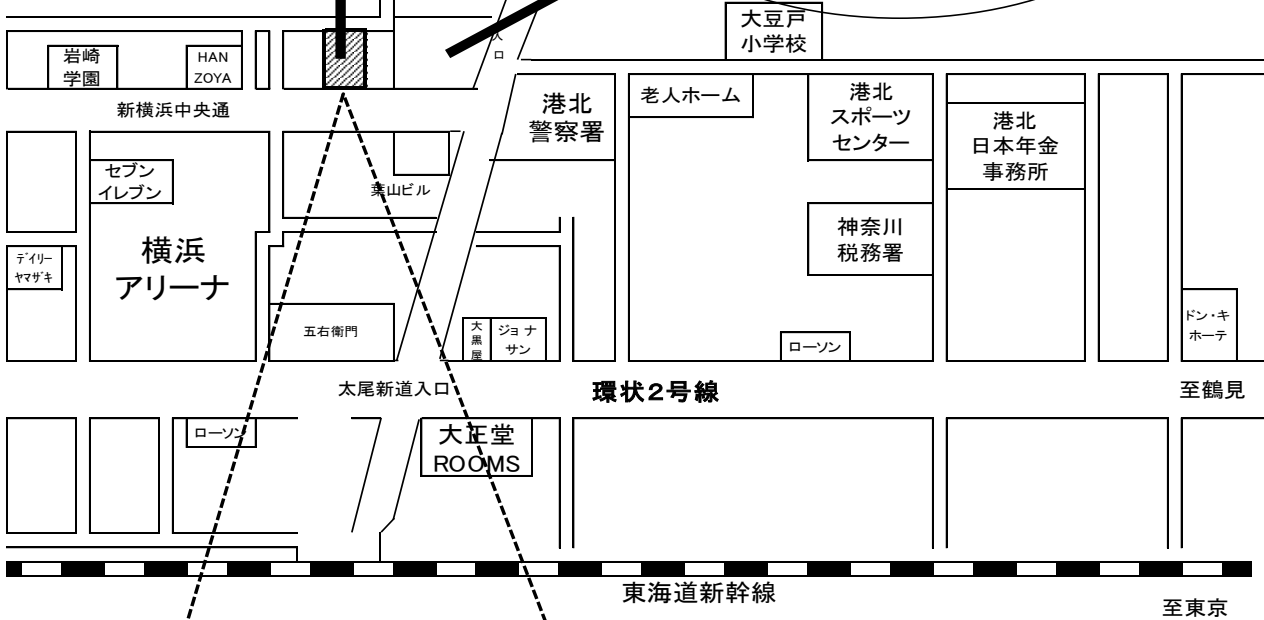 大豆戸
小学校
入
口
岩崎
学園
HAN
ZOYA
新横浜中央通
港北
警察署
老人ホーム
港北
スポーツ
センター
港北
日本年金
事務所
セブン
イレブン
葉山ビル
横浜
アリーナ
神奈川
税務署
デイリー
ヤマザキ
五右衛門
大
黒
屋
ジョナ
サン
ローソン
ドン・キ
ホーテ
太尾新道入口
環状2号線
至鶴見
ローソン
大正堂
ROOMS
東海道新幹線
至東京